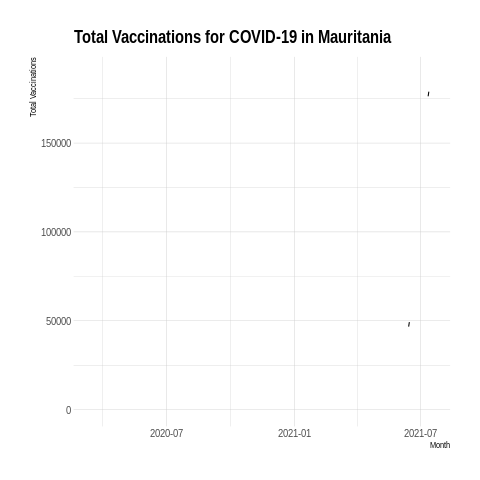 Total Vaccinations for COVID-19 in Mauritania
Total Vaccinations
150000
100000
50000
0
2020-07 2021-01 2021-07
Month